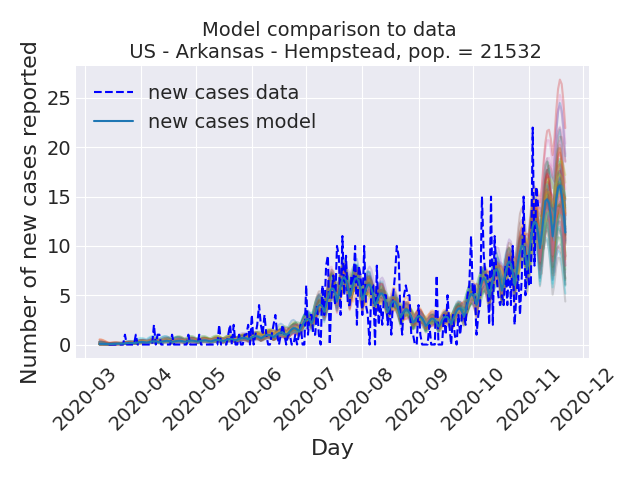 Model comparison to data
US - Arkansas - Hempstead, pop. = 21532
Number of new cases reported
25
20
15
10
5
0
new cases data
new cases model
2020-03
2020-04
2020-05
2020-06
2020-07
2020-08
2020-09
2020-10
2020-11
2020-12
Day